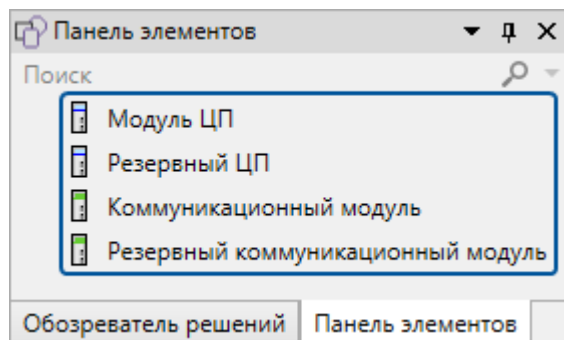 Панель элементов
Поиск
Модуль ЦП
Резервный ЦП
Коммуникационный модуль
Резервный коммуникационный модуль
Обозреватель решений Панель элементов